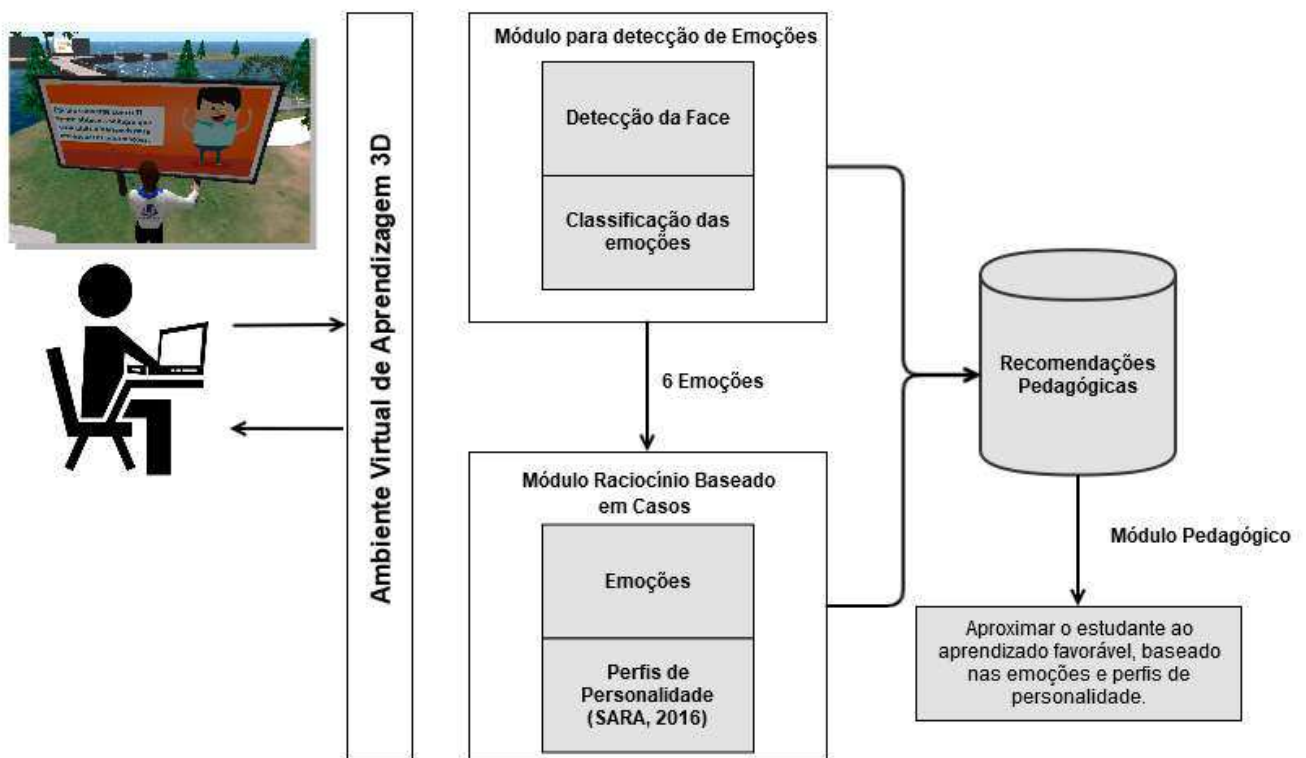 Ambiente Virtual de Aprendizagem 3D
Módulo para detecção de Emoções
Detecção da Face
Classificação das
emoções
6 Emoções
Módulo Raciocínio Baseado
em Casos
Emoções
Perfis de
Personalidade
(SARA, 2016)
Recomendações
Pedagógicas
Módulo Pedagógico
Aproximar o estudante ao
aprendizado favorável, baseado
nas emoções e perfis de
personalidade.